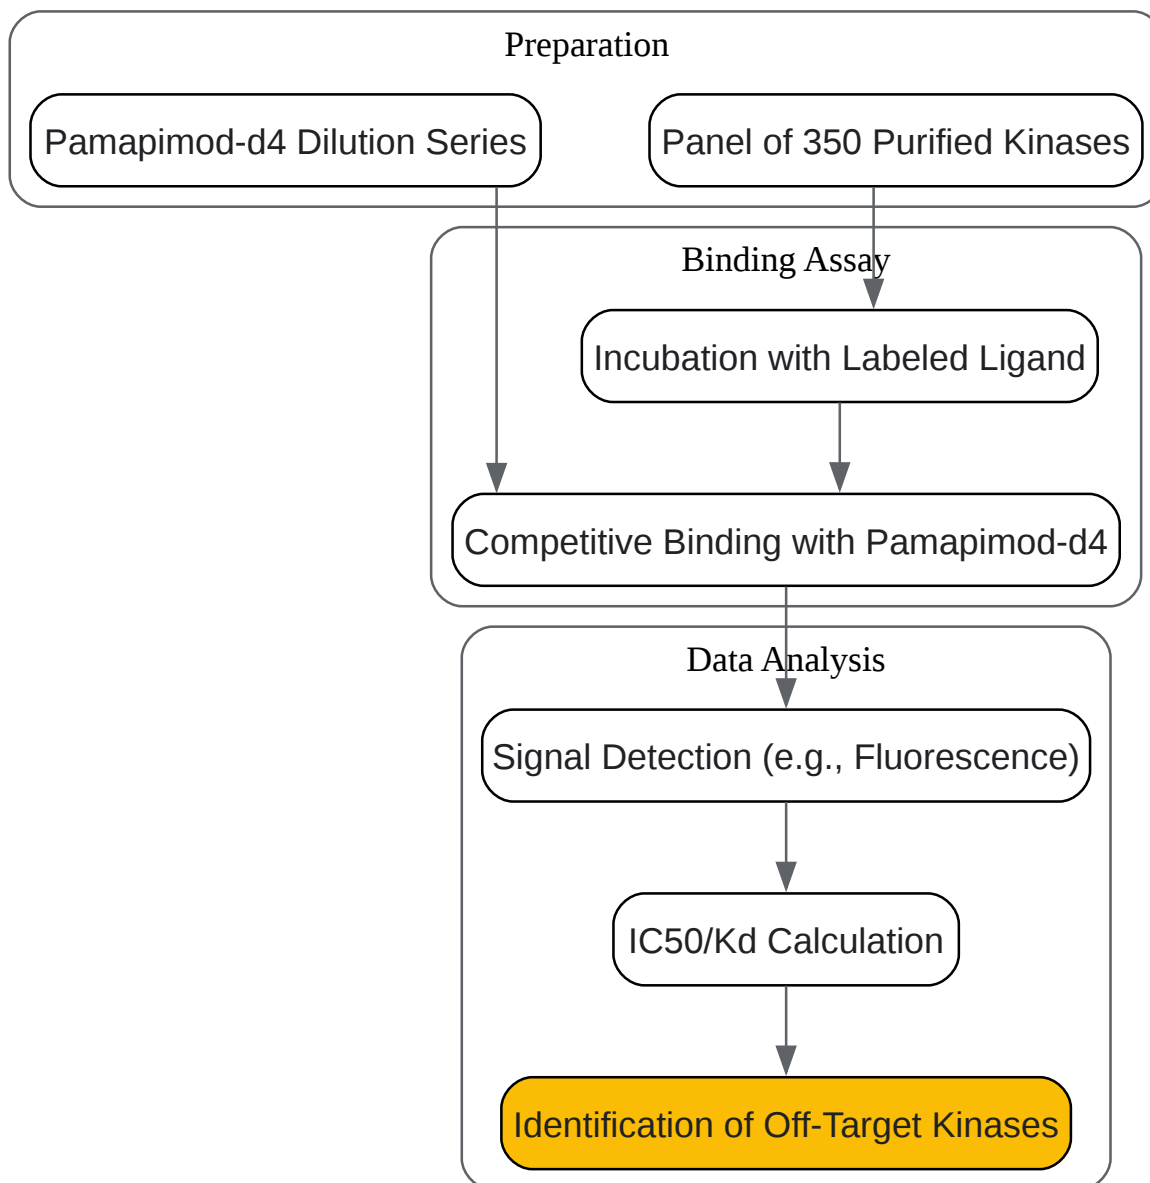 Preparation
Pamapimod-d4 Dilution Series
Panel of 350 Purified Kinases
Binding Assay
Incubation with Labeled Ligand
Competitive Binding with Pamapimod-d4
Data Analysis
Signal Detection (e.g., Fluorescence)
IC50/Kd Calculation
Identification of Off-Target Kinases